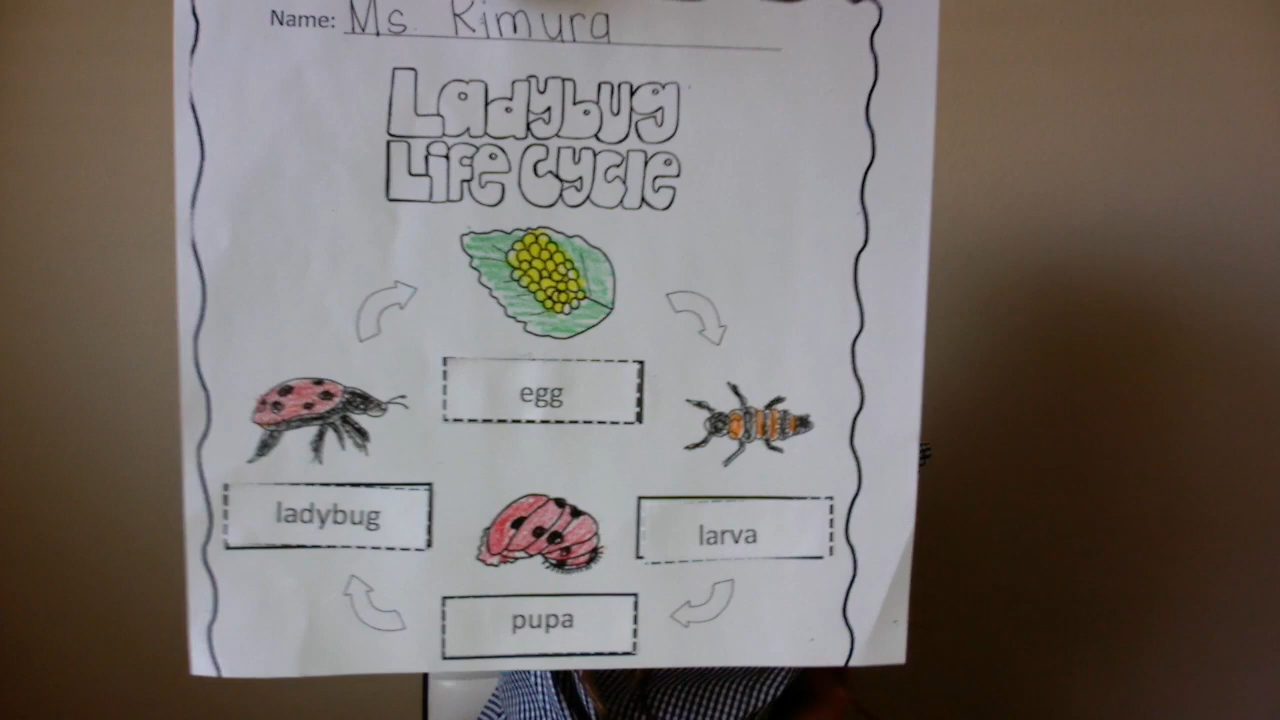 Name: Ms. Kimura
Ladybug
Life Cycle
egg
ladybug
larva
pupa